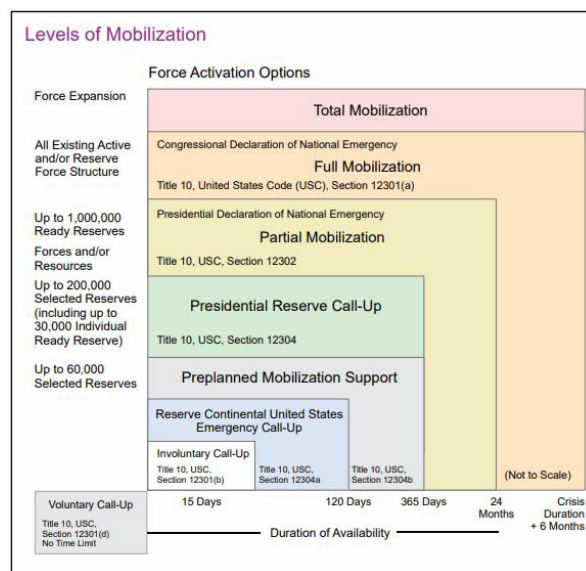 Levels of Mobilization
Force Activation Options
Force Expansion
Total Mobilization
All Existing Active
and/or Reserve
Force Structure
Congressional Declaration of National Emergency
Full Mobilization
Title 10, United States Code (USC), Section 12301(a)
Up to 1,000,000
Ready Reserves
Forces and/or
Resources
Presidential Declaration of National Emergency
Partial Mobilization
Title 10, USC, Section 12302
Up to 200,000
Selected Reserves
(including up to
30,000 Individual
Ready Reserve)
Presidential Reserve Call-Up
Title 10, USC, Section 12304
Up to 60,000
Selected Reserves
Preplanned Mobilization Support
Reserve Continental United States
Emergency Call-Up
Involuntary Call-Up
Title 10, USC,
Section 12301(b)
Title 10, USC,
Section 12304a
Title 10, USC,
Section 12304b
(Not to Scale)
Voluntary Call-Up
Title 10, USC,
Section 12301(d)
No Time Limit
15 Days
120 Days
365 Days
24
Months
Crisis
Duration
+ 6 Months
Duration of Availability